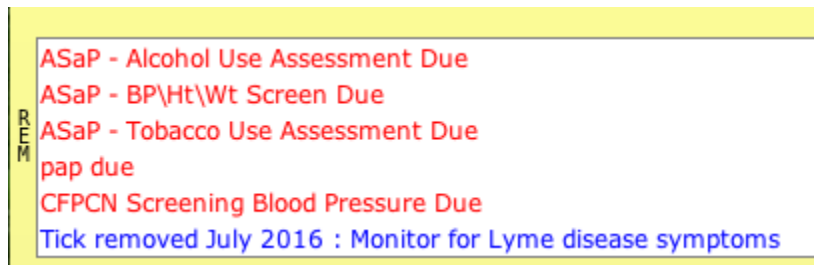 REM
ASaP - Alcohol Use Assessment Due
ASaP - BP\Ht\Wt Screen Due
ASaP - Tobacco Use Assessment Due
pap due
CFPCN Screening Blood Pressure Due
Tick removed July 2016 : Monitor for Lyme disease symptoms